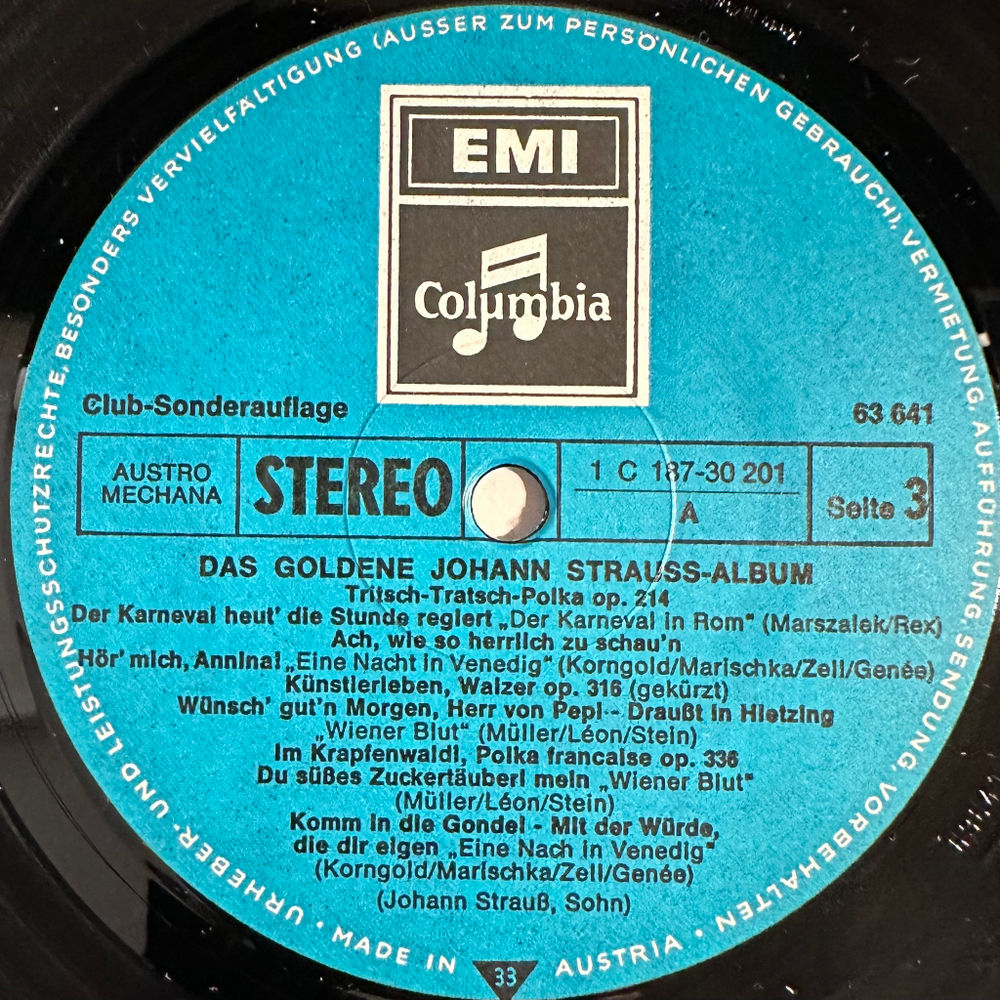 URHEBER- UND LEISTUNGSSCHUTZRECHTE, BESONDERS VERVIELFÄLTIGUNG (AUSSER ZUM PERSÖNLICHEN GEBRAUCH), VERMIETUNG, AUFFÜHRUNG, SENDUNG, VORBEHALTEN
EMI
Columbia
Club-Sonderauflage
63 641
AUSTRO
MECHANA
STEREO
1 C 187-30 201
A
Seite 3
DAS GOLDENE JOHANN STRAUSS-ALBUM
Tritsch-Tratsch-Polka op. 214
Der Karneval heut' die Stunde regiert „Der Karneval in Rom" (Marszalek/Rex)
Ach, wie so herrlich zu schau'n
Hör' mich, Annina! „Eine Nacht in Venedig" (Korngold/Marischka/Zell/Genée)
Künstlerleben, Walzer op. 316 (gekürzt)
Wünsch' gut'n Morgen, Herr von Pepi - Draußt in Hietzing
„Wiener Blut" (Müller/Léon/Stein)
Im Krapfenwaldl, Polka francaise op. 336
Du süßes Zuckertäuberl mein „Wiener Blut"
(Müller/Léon/Stein)
Komm in die Gondel - Mit der Würde,
die dir eigen „Eine Nach in Venedig"
(Korngold/Marischka/Zell/Genée)
(Johann Strauß, Sohn)
• MADE IN 33 AUSTRIA •